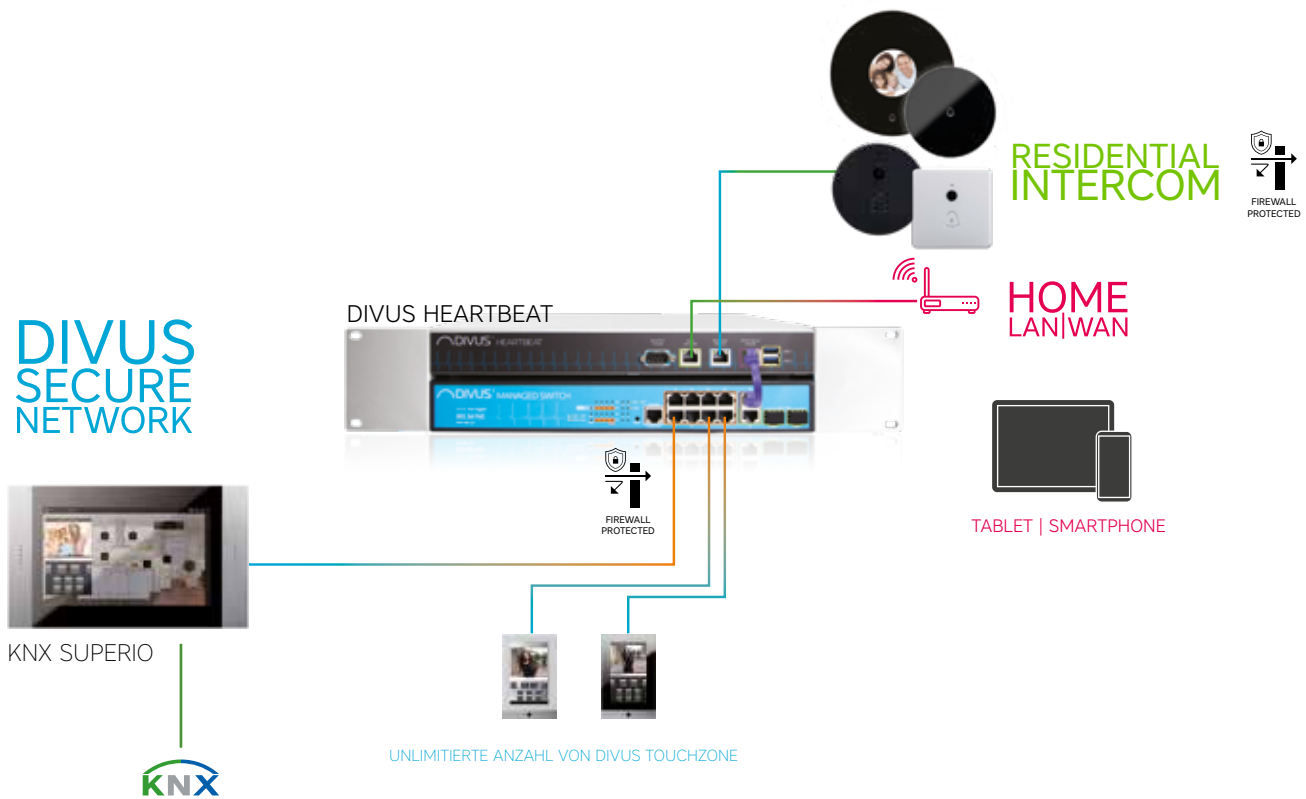 RESIDENTIAL
INTERCOM
FIREWALL
PROTECTED
HOME
LAN|WAN
DIVUS HEARTBEAT
DIVUS
SECURE
NETWORK
DIVUS HEARTBEAT
DIVUS MANAGED SWITCH
FIREWALL
PROTECTED
TABLET | SMARTPHONE
KNX SUPERIO
UNLIMITIERTE ANZAHL VON DIVUS TOUCHZONE
KNX